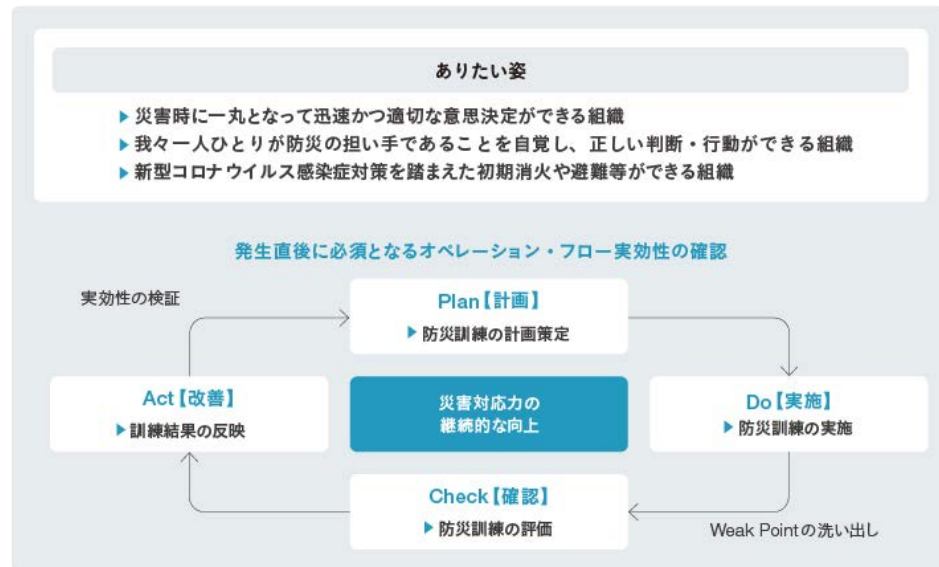 ありたい姿
▶災害時に一丸となって迅速かつ適切な意思決定ができる組織
▶我々一人ひとりが防災の担い手であることを自覚し、正しい判断・行動ができる組織
▶新型コロナウイルス感染症対策を踏まえた初期消火や避難等ができる組織
発生直後に必須となるオペレーション・フロー実効性の確認
実効性の検証
Plan【計画】
▶防災訓練の計画策定
Act【改善】
▶訓練結果の反映
災害対応力の
継続的な向上
Do【実施】
▶防災訓練の実施
Check【確認】
▶防災訓練の評価
Weak Pointの洗い出し